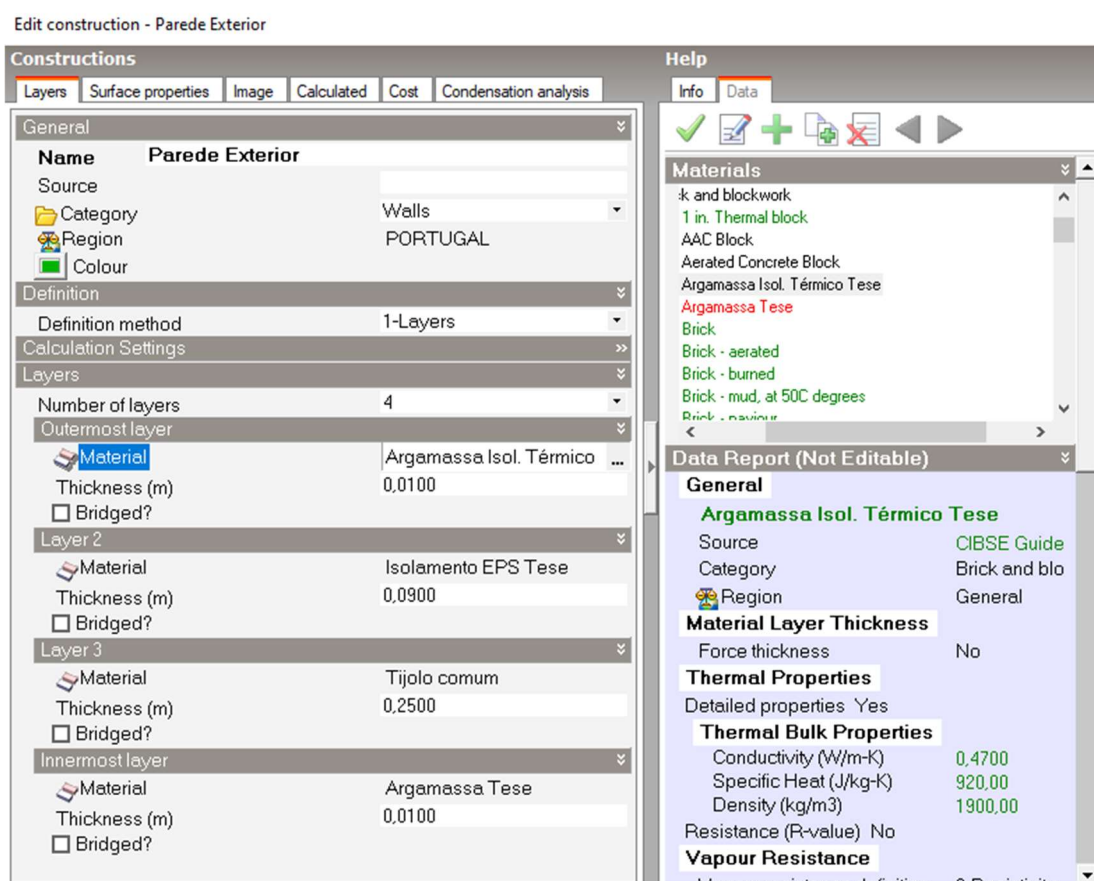 Edit construction - Parede Exterior
Constructions
Layers Surface properties Image Calculated Cost Condensation analysis
General
Name Parede Exterior
Source
Category Walls
Region PORTUGAL
Colour
Definition
Definition method 1-Layers
Calculation Settings
Layers
Number of layers 4
Outermost layer
Material Argamassa Isol. Térmico ...
Thickness (m) 0,0100
Bridged?
Layer 2
Material Isolamento EPS Tese
Thickness (m) 0,0900
Bridged?
Layer 3
Material Tijolo comum
Thickness (m) 0,2500
Bridged?
Innermost layer
Material Argamassa Tese
Thickness (m) 0,0100
Bridged?
Help
Info Data
Materials
k and blockwork
1 in. Thermal block
AAC Block
Aerated Concrete Block
Argamassa Isol. Térmico Tese
Argamassa Tese
Brick
Brick - aerated
Brick - burned
Brick - mud, at 50C degrees
Data Report (Not Editable)
General
Argamassa Isol. Térmico Tese
Source CIBSE Guide
Category Brick and blo
Region General
Material Layer Thickness
Force thickness No
Thermal Properties
Detailed properties Yes
Thermal Bulk Properties
Conductivity (W/m-K) 0,4700
Specific Heat (J/kg-K) 920,00
Density (kg/m3) 1900,00
Resistance (R-value) No
Vapour Resistance